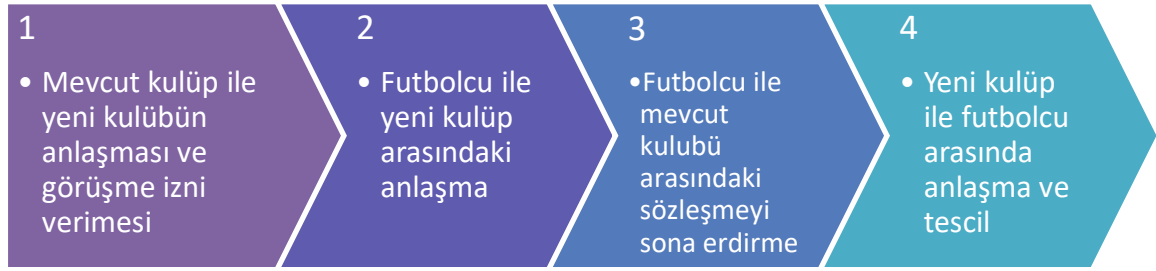 1
• Mevcut kulüp ile
yeni kulübün
anlaşması ve
görüşme izni
verimesi
2
• Futbolcu ile
yeni kulüp
arasındaki
anlaşma
3
•Futbolcu ile
mevcut
kulubü
arasındaki
sözleşmeyi
sona erdirme
4
• Yeni kulüp
ile futbolcu
arasında
anlaşma ve
tescil